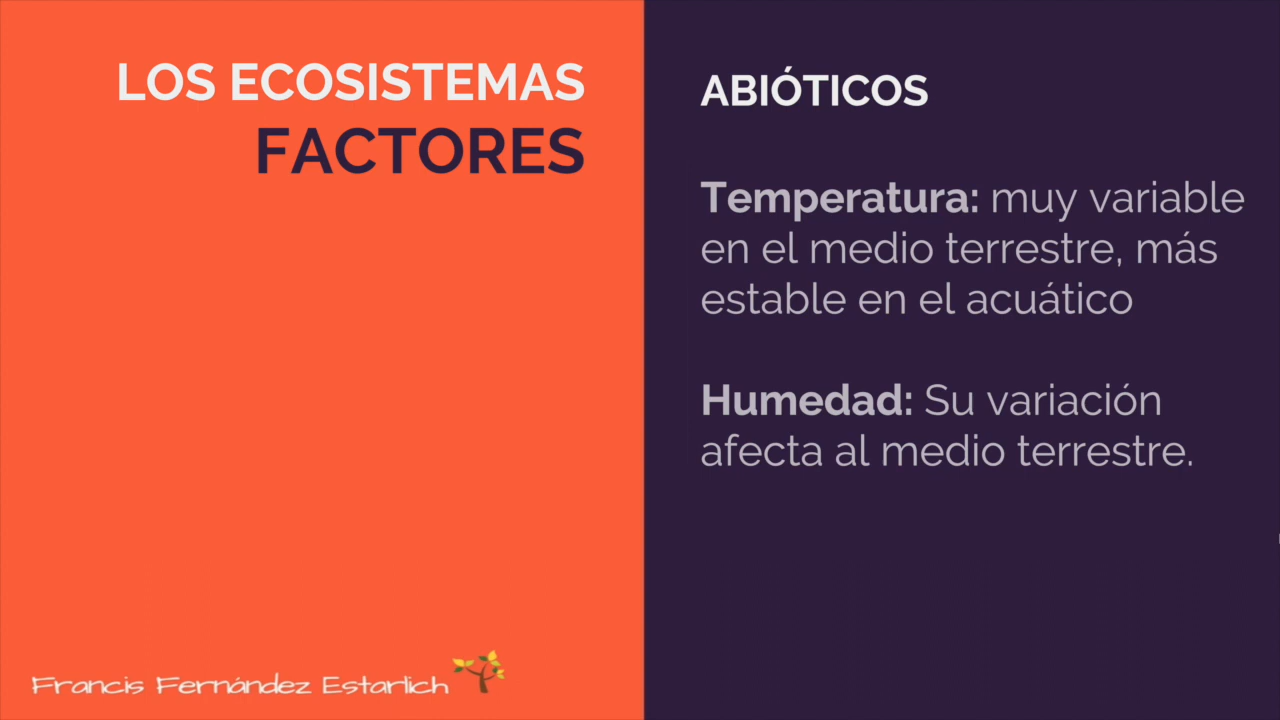 LOS ECOSISTEMAS
FACTORES
ABIÓTICOS
Temperatura: muy variable
en el medio terrestre, más
estable en el acuático
Humedad: Su variación
afecta al medio terrestre.
Francis Fernández Estarlich